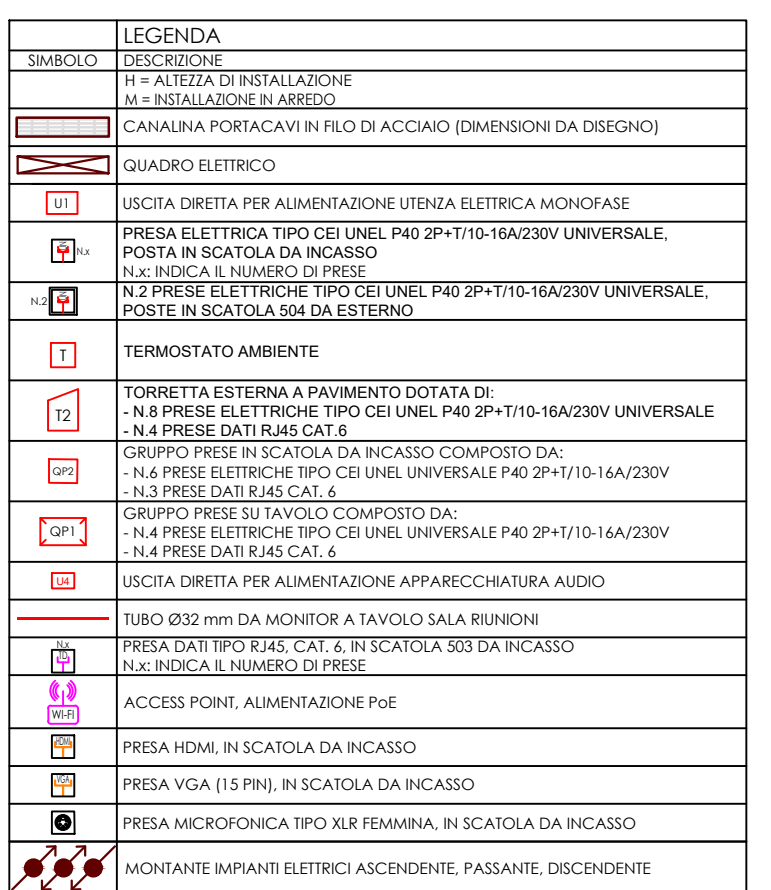 LEGENDA
SIMBOLO DESCRIZIONE
H = ALTEZZA DI INSTALLAZIONE
M = INSTALLAZIONE IN ARREDO
CANALINA PORTACAVI IN FILO DI ACCIAIO (DIMENSIONI DA DISEGNO)
QUADRO ELETTRICO
U1 USCITA DIRETTA PER ALIMENTAZIONE UTENZA ELETTRICA MONOFASE
PRESA ELETTRICA TIPO CEI UNEL P40 2P+T/10-16A/230V UNIVERSALE,
N.x POSTA IN SCATOLA DA INCASSO
N.x: INDICA IL NUMERO DI PRESE
N.2 N.2 PRESE ELETTRICHE TIPO CEI UNEL P40 2P+T/10-16A/230V UNIVERSALE,
POSTE IN SCATOLA 504 DA ESTERNO
T TERMOSTATO AMBIENTE
TORRETTA ESTERNA A PAVIMENTO DOTATA DI:
T2 - N.8 PRESE ELETTRICHE TIPO CEI UNEL P40 2P+T/10-16A/230V UNIVERSALE
- N.4 PRESE DATI RJ45 CAT.6
GRUPPO PRESE IN SCATOLA DA INCASSO COMPOSTO DA:
QP2 - N.6 PRESE ELETTRICHE TIPO CEI UNEL UNIVERSALE P40 2P+T/10-16A/230V
- N.3 PRESE DATI RJ45 CAT. 6
GRUPPO PRESE SU TAVOLO COMPOSTO DA:
QP1 - N.4 PRESE ELETTRICHE TIPO CEI UNEL UNIVERSALE P40 2P+T/10-16A/230V
- N.4 PRESE DATI RJ45 CAT. 6
U4 USCITA DIRETTA PER ALIMENTAZIONE APPARECCHIATURA AUDIO
TUBO Ø32 mm DA MONITOR A TAVOLO SALA RIUNIONI
N.x PRESA DATI TIPO RJ45, CAT. 6, IN SCATOLA 503 DA INCASSO
TD N.x: INDICA IL NUMERO DI PRESE
WI-FI ACCESS POINT, ALIMENTAZIONE PoE
HDMI PRESA HDMI, IN SCATOLA DA INCASSO
VGA PRESA VGA (15 PIN), IN SCATOLA DA INCASSO
PRESA MICROFONICA TIPO XLR FEMMINA, IN SCATOLA DA INCASSO
MONTANTE IMPIANTI ELETTRICI ASCENDENTE, PASSANTE, DISCENDENTE